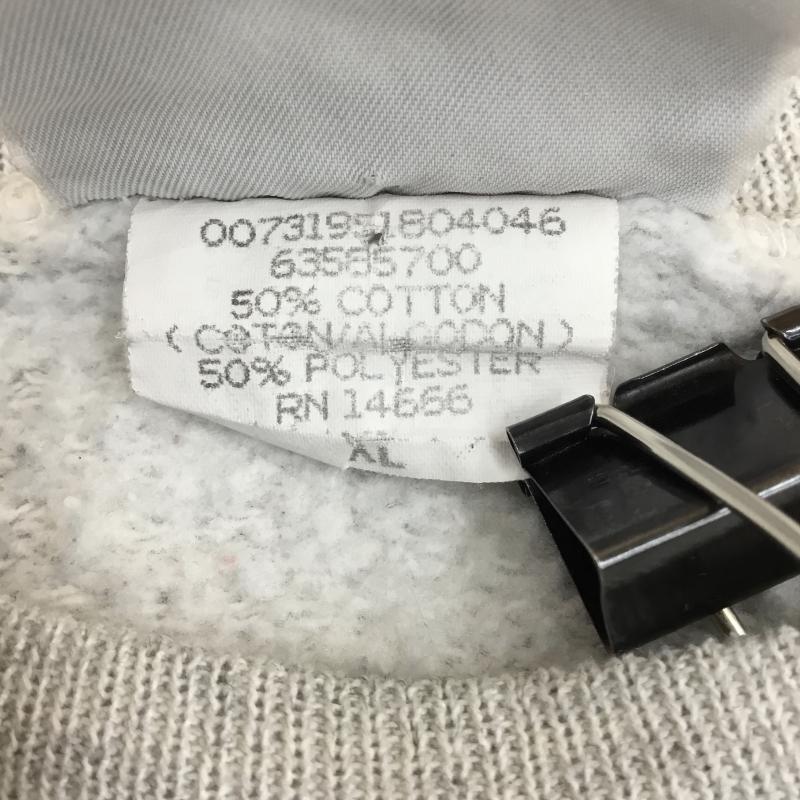 00731951804046
63585700
50% COTTON
( COTON/ALGODON )
50% POLYESTER
RN 14666
XL